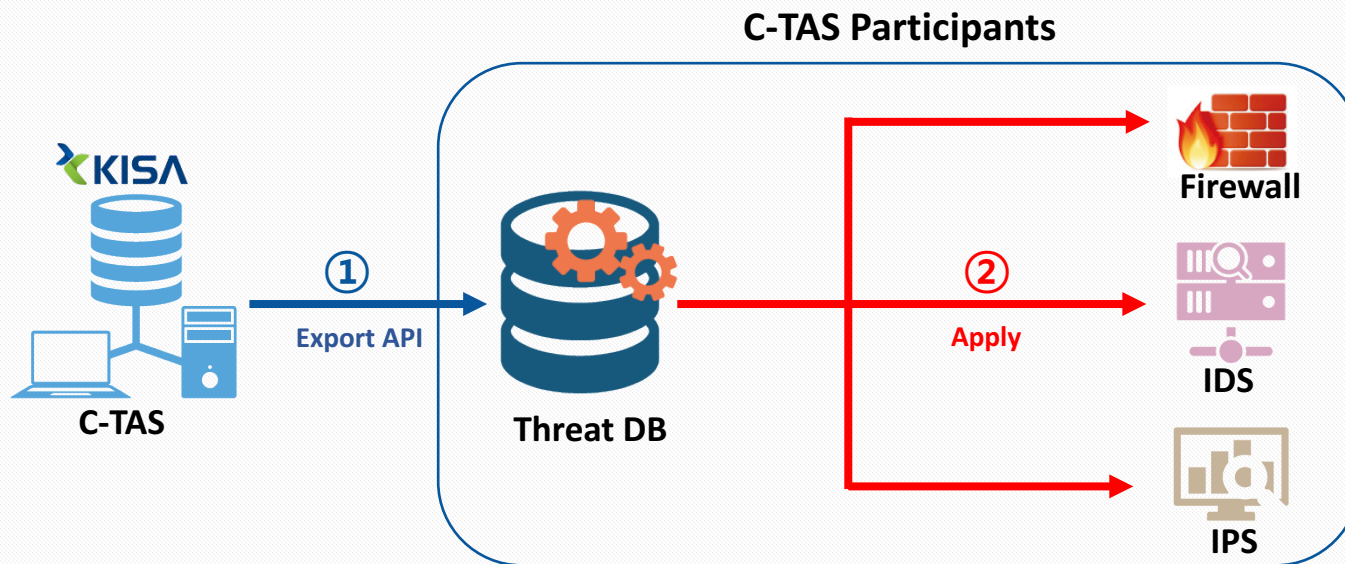 C-TAS Participants
KISA
①
Export API
C-TAS
Threat DB
②
Apply
Firewall
IDS
IPS